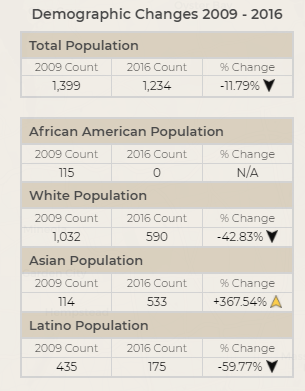 Demographic Changes 2009 - 2016
Total Population
2009 Count 2016 Count % Change
1,399 1,234 -11.79%
African American Population
2009 Count 2016 Count % Change
115 0 N/A
White Population
2009 Count 2016 Count % Change
1,032 590 -42.83%
Asian Population
2009 Count 2016 Count % Change
114 533 +367.54%
Latino Population
2009 Count 2016 Count % Change
435 175 -59.77%